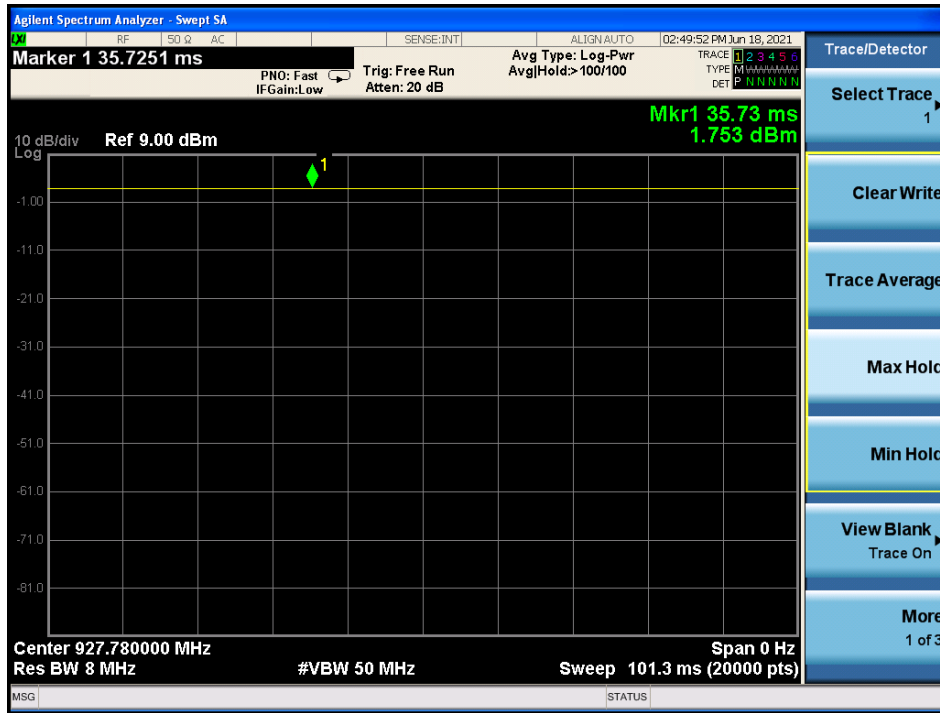 Agilent Spectrum Analyzer - Swept SA
LXI RF 50 Ω AC SENSE:INT ALIGN AUTO 02:49:52 PM Jun 18, 2021
Marker 1 35.7251 ms
PNO: Fast
IFGain:Low
Trig: Free Run
Atten: 20 dB
Avg Type: Log-Pwr
Avg|Hold:>100/100
TRACE 1 2 3 4 5 6
TYPE M W W W W W
DET P N N N N N
Mkr1 35.73 ms
1.753 dBm
10 dB/div Ref 9.00 dBm
Log
1
-1.00
-11.0
-21.0
-31.0
-41.0
-51.0
-61.0
-71.0
-81.0
Center 927.780000 MHz Span 0 Hz
Res BW 8 MHz #VBW 50 MHz Sweep 101.3 ms (20000 pts)
MSG STATUS
Trace/Detector
Select Trace
1
Clear Write
Trace Average
Max Hold
Min Hold
View Blank
Trace On
More
1 of 3